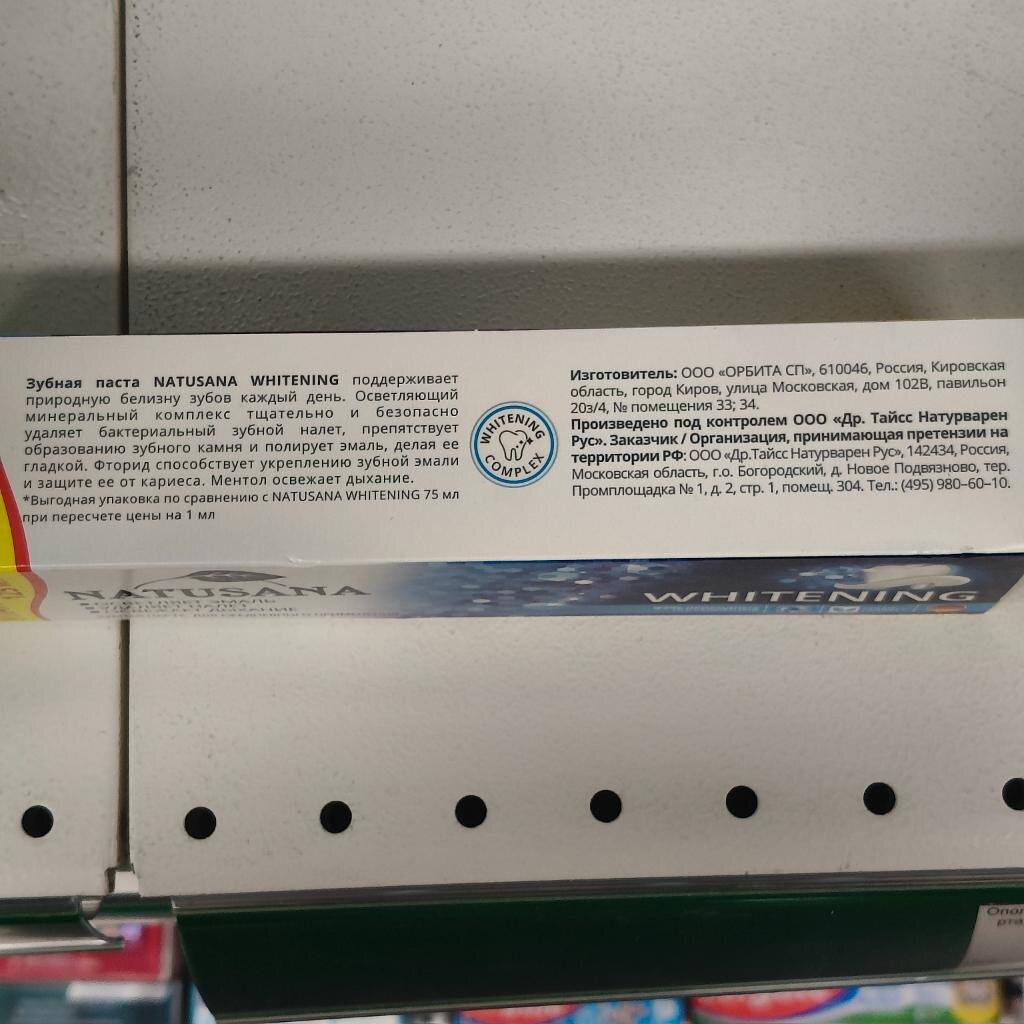 Зубная паста NATUSANA WHITENING поддерживает
природную белизну зубов каждый день. Осветляющий
минеральный комплекс тщательно и безопасно
удаляет бактериальный зубной налет, препятствует
образованию зубного камня и полирует эмаль, делая ее
гладкой. Фторид способствует укреплению зубной эмали
и защите ее от кариеса. Ментол освежает дыхание.
*Выгодная упаковка по сравнению с NATUSANA WHITENING 75 мл
при пересчете цены на 1 мл
WHITENING
COMPLEX
Изготовитель: ООО «ОРБИТА СП», 610046, Россия, Кировская
область, город Киров, улица Московская, дом 102В, павильон
20з/4, № помещения 33; 34.
Произведено под контролем ООО «Др. Тайсс Натурварен
Рус». Заказчик / Организация, принимающая претензии на
территории РФ: ООО «Др.Тайсс Натурварен Рус», 142434, Россия,
Московская область, г.о. Богородский, д. Новое Подвязново, тер.
Промплощадка № 1, д. 2, стр. 1, помещ. 304. Тел.: (495) 980–60–10.
NATUSANA
WHITENING